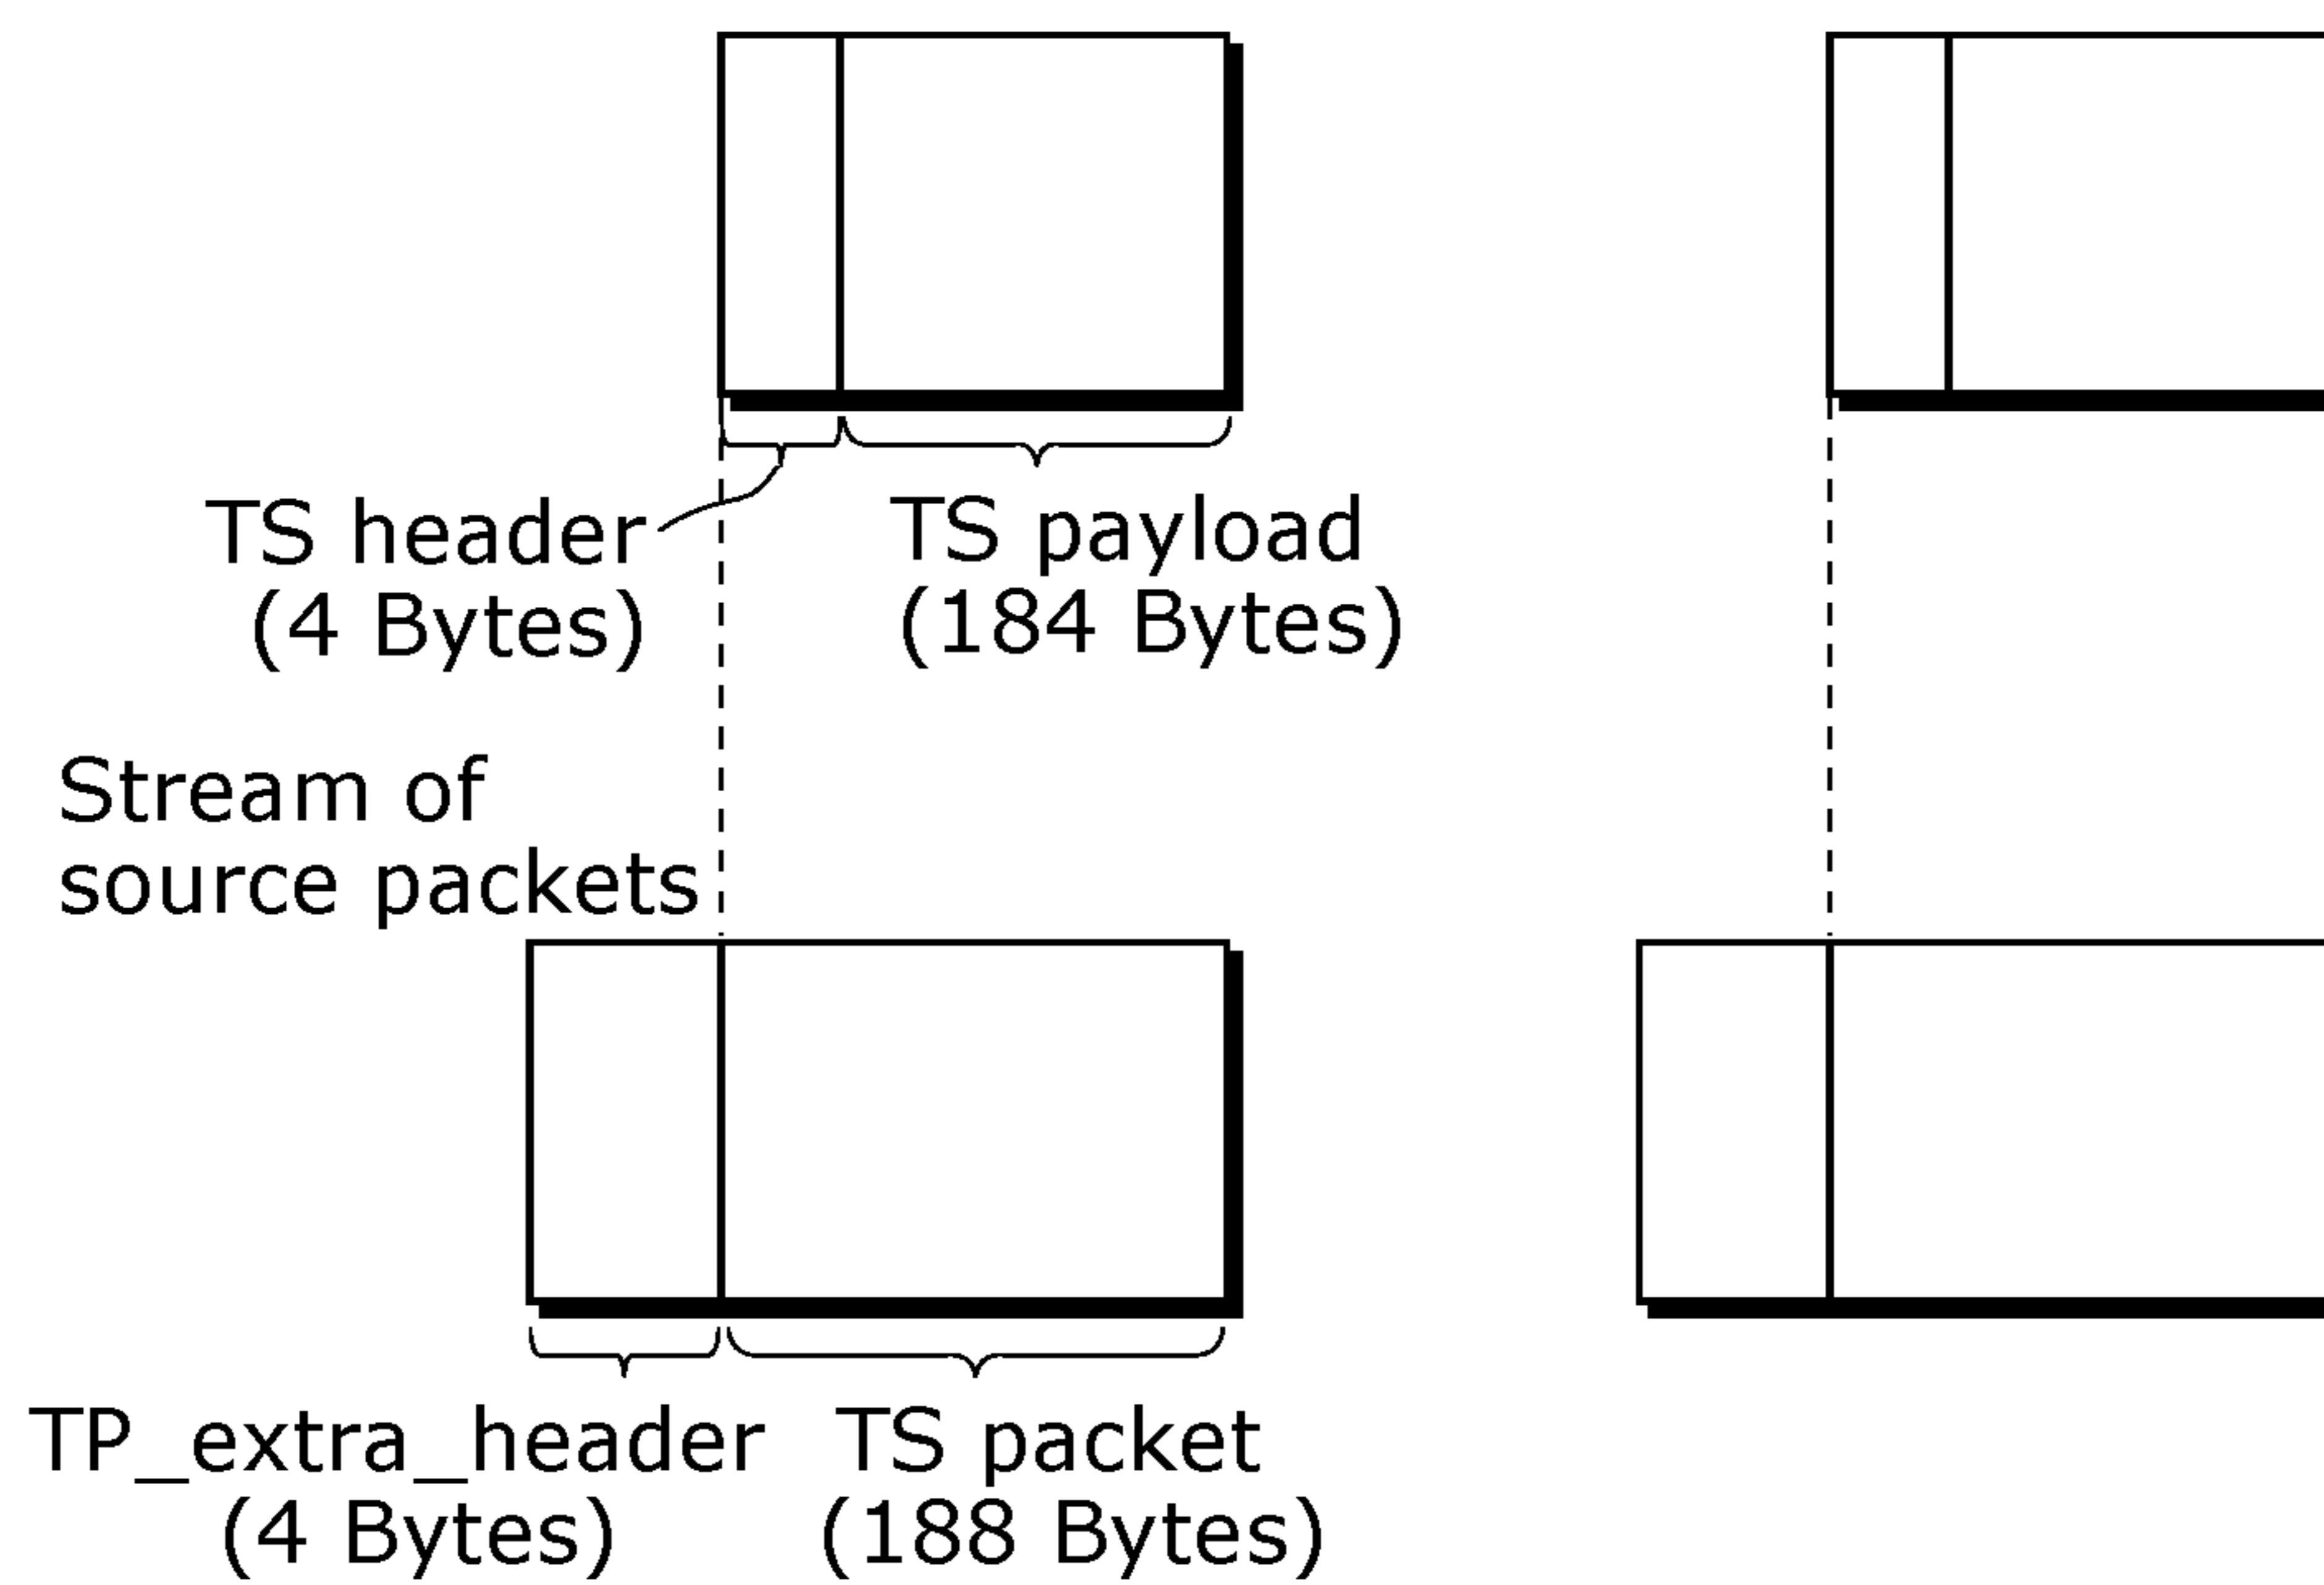 TS header
(4 Bytes)
TS payload
(184 Bytes)
Stream of
source packets
TP_extra_header
(4 Bytes)
TS packet
(188 Bytes)